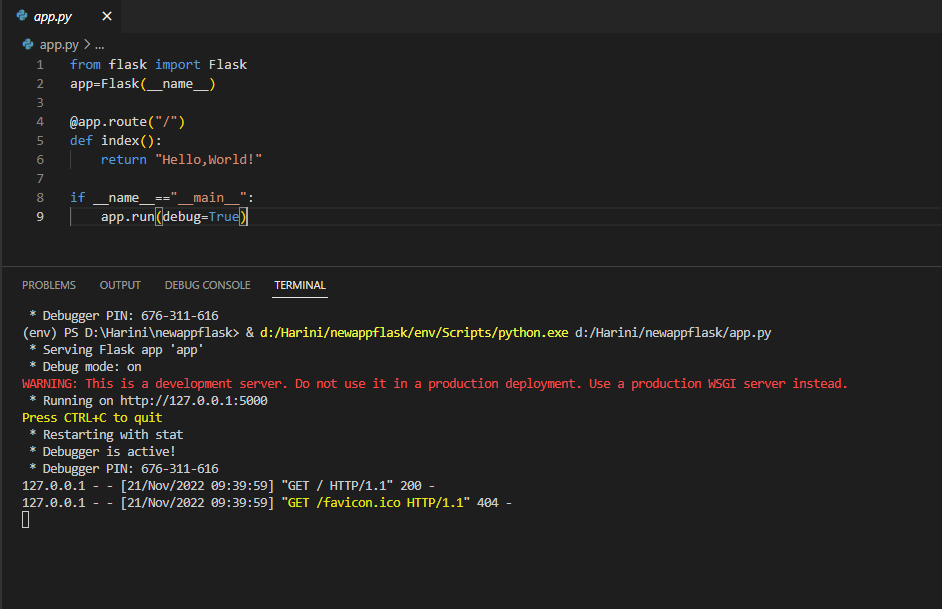 app.py
app.py > ...
1 from flask import Flask
2 app=Flask(__name__)
3
4 @app.route("/")
5 def index():
6     return "Hello,World!"
7
8 if __name__=="__main__":
9     app.run(debug=True)
PROBLEMS OUTPUT DEBUG CONSOLE TERMINAL
 * Debugger PIN: 676-311-616
(env) PS D:\Harini\newappflask> & d:/Harini/newappflask/env/Scripts/python.exe d:/Harini/newappflask/app.py
 * Serving Flask app 'app'
 * Debug mode: on
WARNING: This is a development server. Do not use it in a production deployment. Use a production WSGI server instead.
 * Running on http://127.0.0.1:5000
Press CTRL+C to quit
 * Restarting with stat
 * Debugger is active!
 * Debugger PIN: 676-311-616
127.0.0.1 - - [21/Nov/2022 09:39:59] "GET / HTTP/1.1" 200 -
127.0.0.1 - - [21/Nov/2022 09:39:59] "GET /favicon.ico HTTP/1.1" 404 -